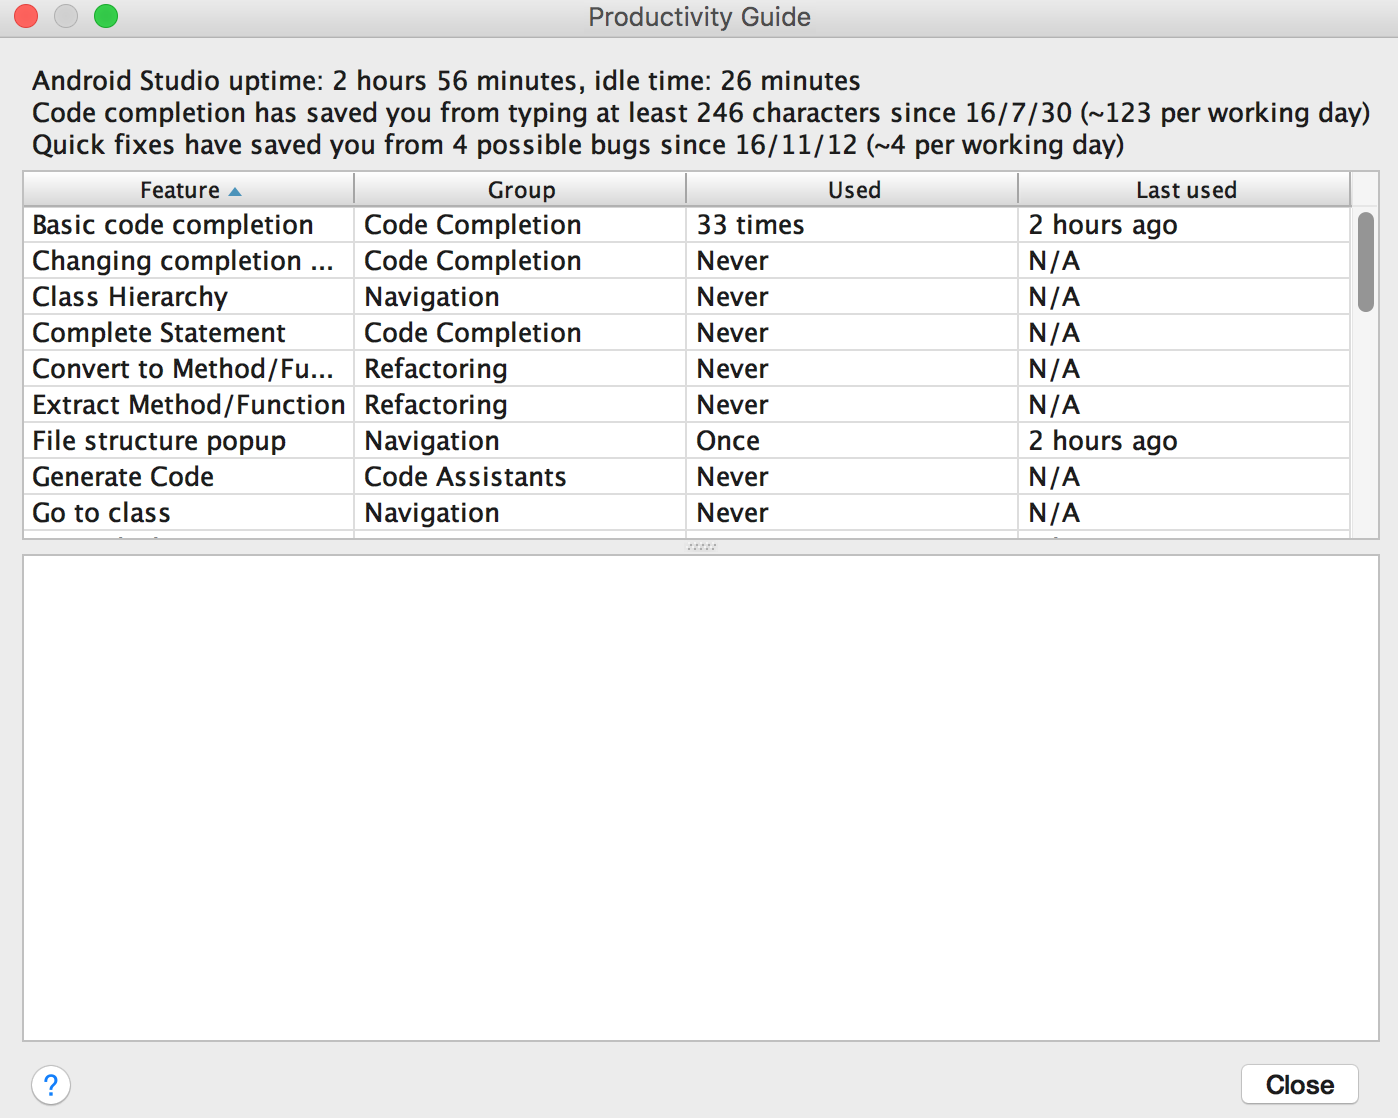 Productivity Guide
Android Studio uptime: 2 hours 56 minutes, idle time: 26 minutes
Code completion has saved you from typing at least 246 characters since 16/7/30 (~123 per working day)
Quick fixes have saved you from 4 possible bugs since 16/11/12 (~4 per working day)
Feature Group Used Last used
Basic code completion Code Completion 33 times 2 hours ago
Changing completion ... Code Completion Never N/A
Class Hierarchy Navigation Never N/A
Complete Statement Code Completion Never N/A
Convert to Method/Fu... Refactoring Never N/A
Extract Method/Function Refactoring Never N/A
File structure popup Navigation Once 2 hours ago
Generate Code Code Assistants Never N/A
Go to class Navigation Never N/A
? Close